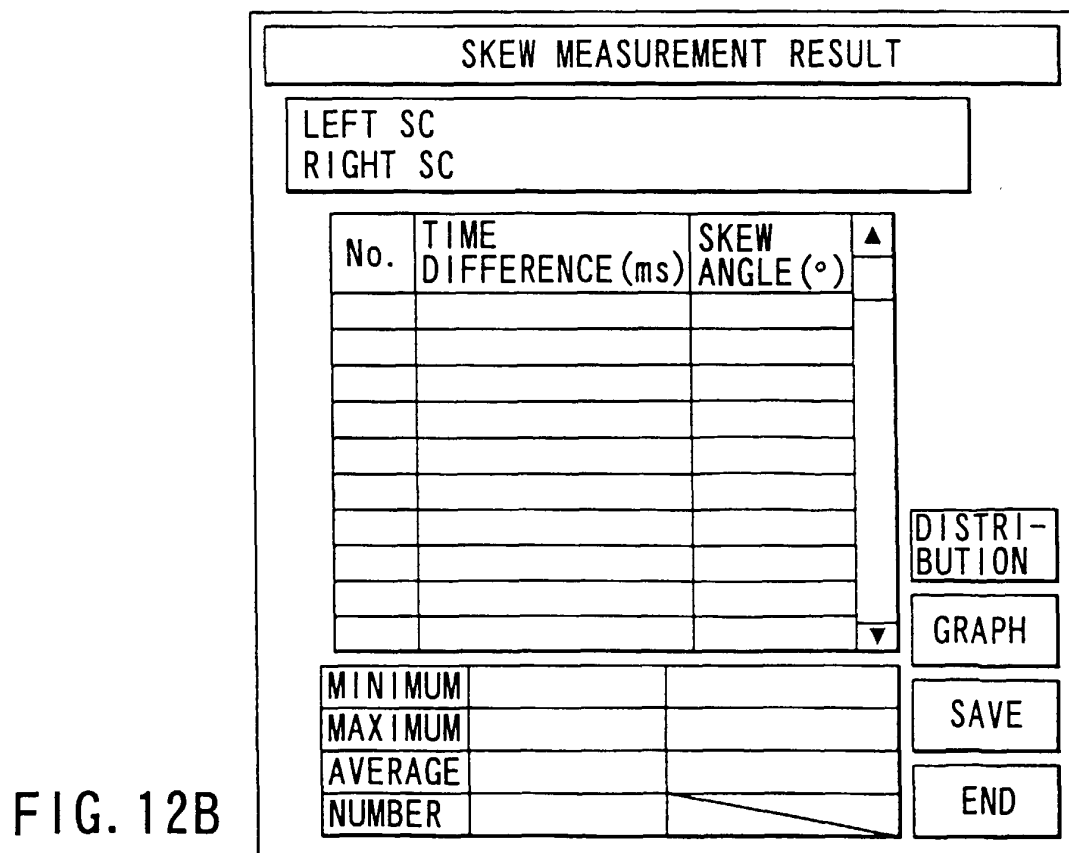 SKEW MEASUREMENT RESULT
LEFT SC
RIGHT SC
No.
TIME
DIFFERENCE(ms)
SKEW
ANGLE(°)
▲
▼
DISTRI-
BUTION
GRAPH
SAVE
END
MINIMUM
MAXIMUM
AVERAGE
NUMBER
FIG. 12B